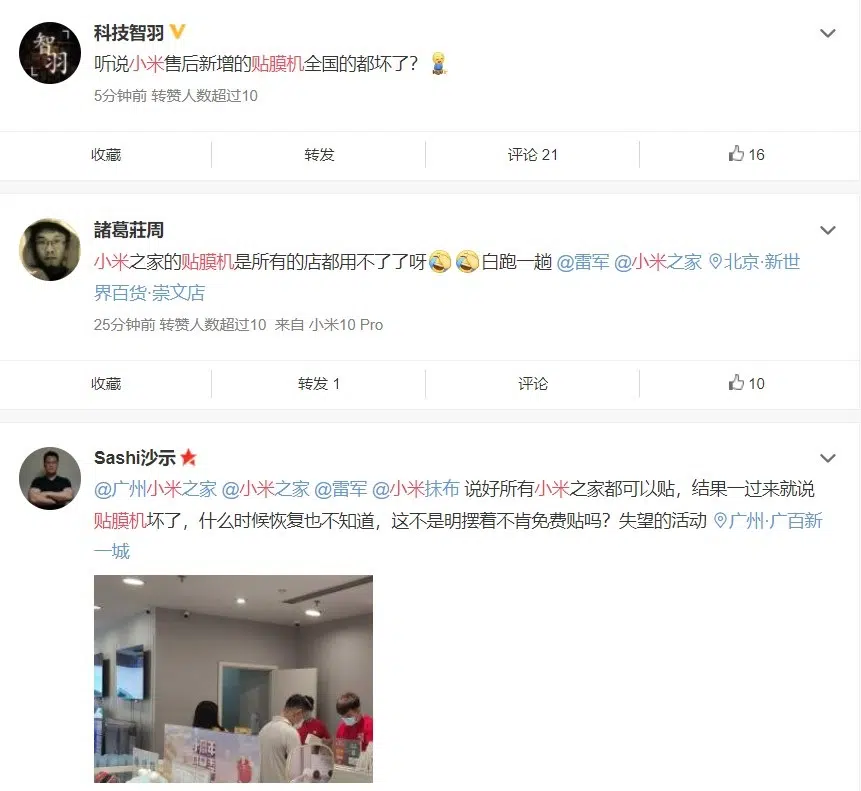 智羽
科技智羽
听说小米售后新增的贴膜机全国的都坏了？
5分钟前 转赞人数超过10
收藏 转发 评论 21 16
諸葛莊周
小米之家的贴膜机是所有的店都用不了了呀白跑一趟 @雷军 @小米之家 北京·新世
界百货·崇文店
25分钟前 转赞人数超过10 来自 小米10 Pro
收藏 转发 1 评论 10
Sashi沙示
@广州小米之家 @小米之家 @雷军 @小米抹布 说好所有小米之家都可以贴，结果一过来就说
贴膜机坏了，什么时候恢复也不知道，这不是明摆着不肯免费贴吗？失望的活动 广州·广百新
一城